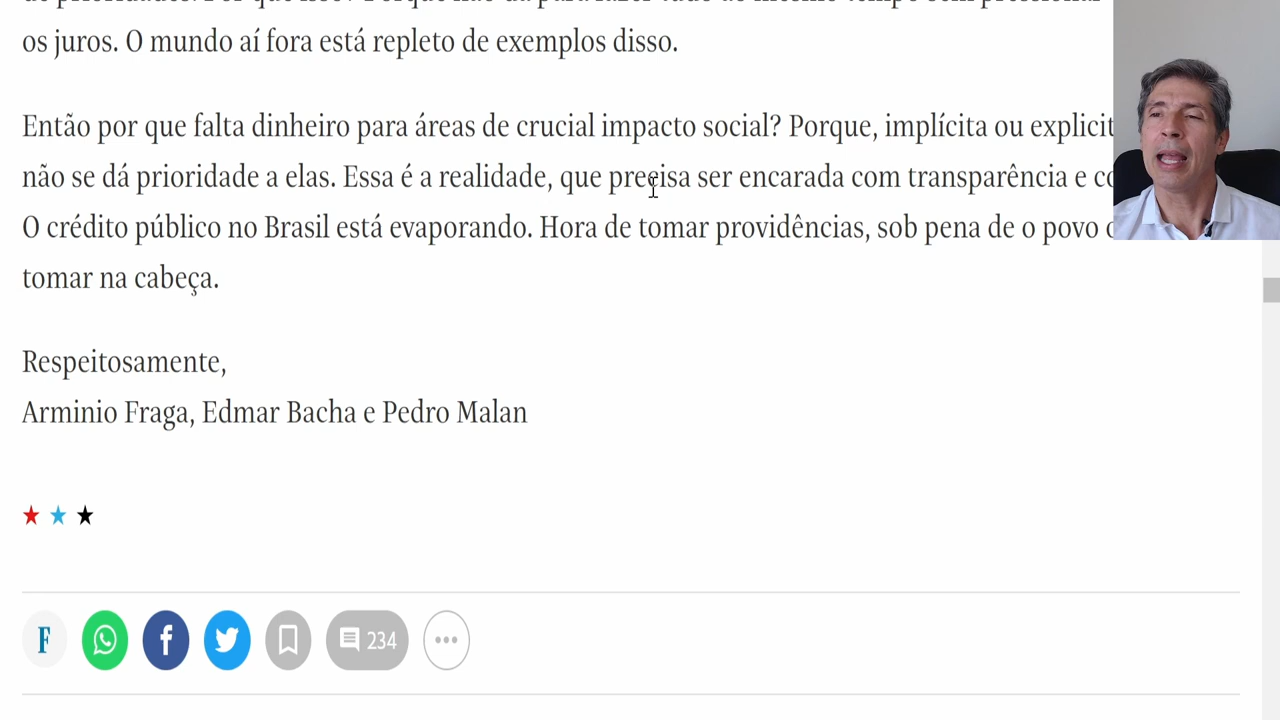 os juros. O mundo aí fora está repleto de exemplos disso.
Então por que falta dinheiro para áreas de crucial impacto social? Porque, implícita ou explicit
não se dá prioridade a elas. Essa é a realidade, que precisa ser encarada com transparência e co
O crédito público no Brasil está evaporando. Hora de tomar providências, sob pena de o povo
tomar na cabeça.
Respeitosamente,
Arminio Fraga, Edmar Bacha e Pedro Malan
F
234